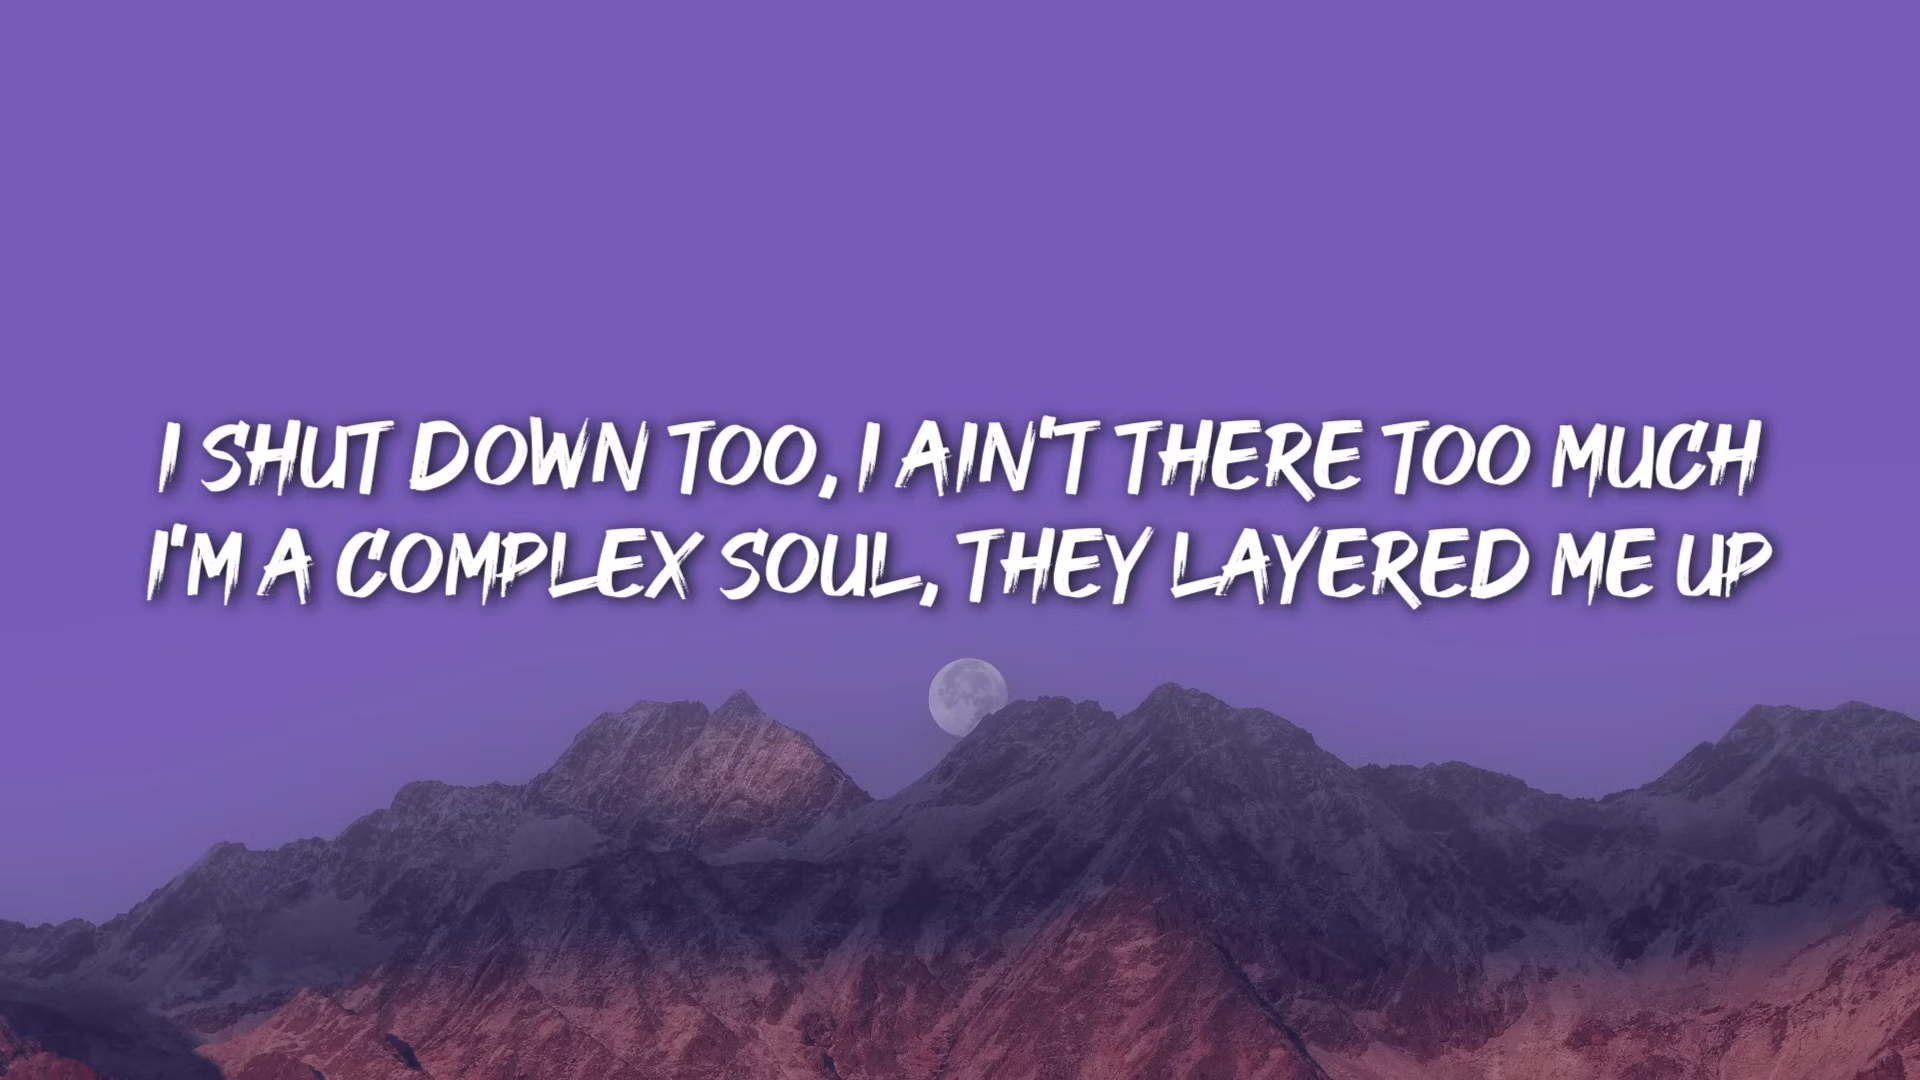 I SHUT DOWN TOO, I AIN'T THERE TOO MUCH
I'M A COMPLEX SOUL, THEY LAYERED ME UP